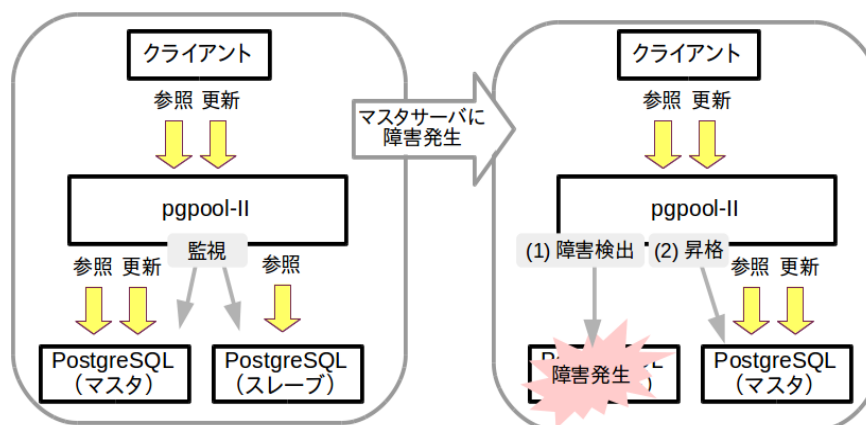 クライアント
参照 更新
pgpool-II
監視
参照 更新
参照
PostgreSQL
（マスタ）
PostgreSQL
（スレーブ）
マスタサーバに
障害発生
クライアント
参照 更新
pgpool-II
(1) 障害検出
(2) 昇格
参照 更新
障害発生
PostgreSQL
（マスタ）